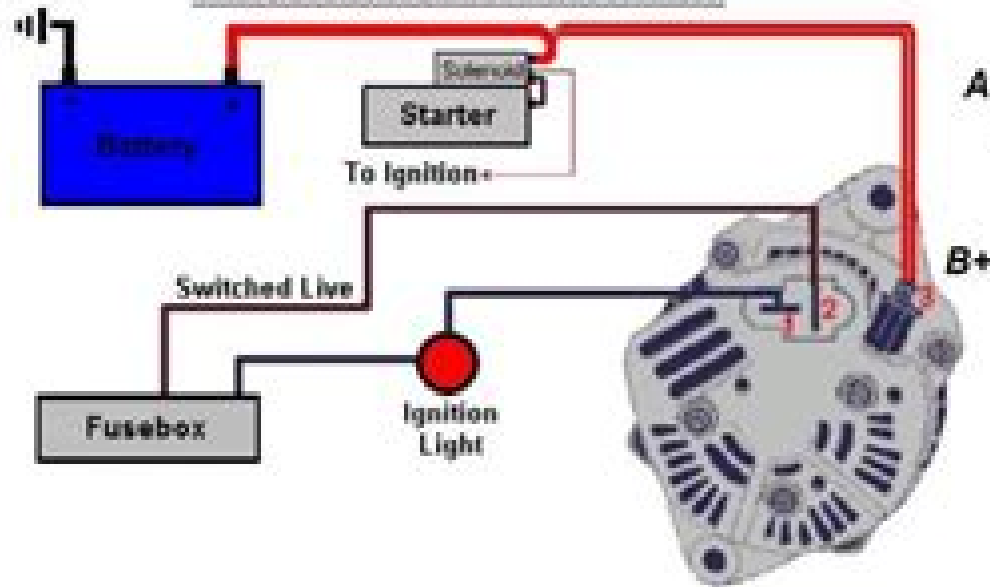 Solenoid
A
Battery
Starter
To Ignition
B+
Switched Live
3
1 2
Fusebox
Ignition
Light